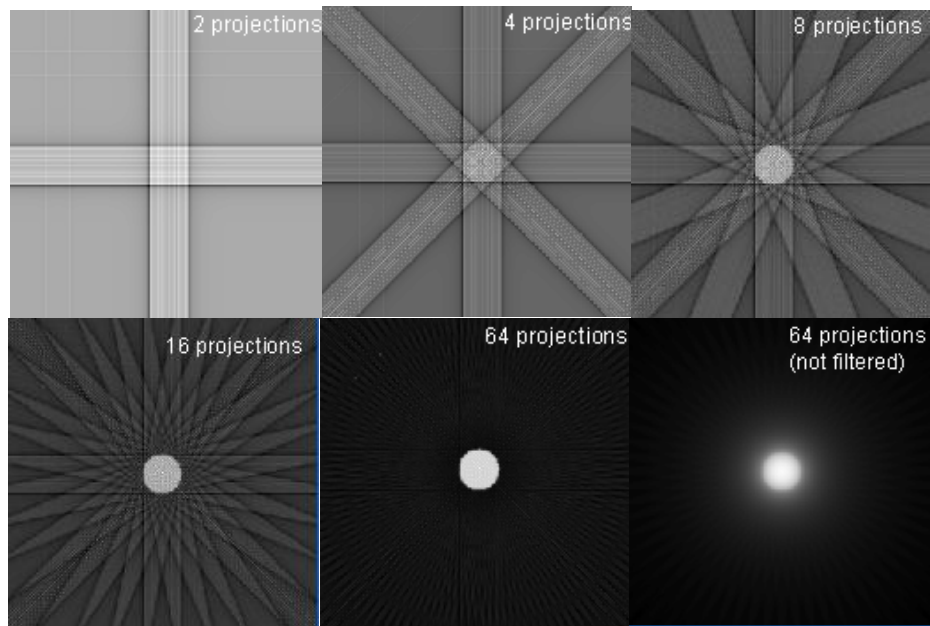 2 projections
4 projections
8 projections
16 projections
64 projections
64 projections
(not filtered)